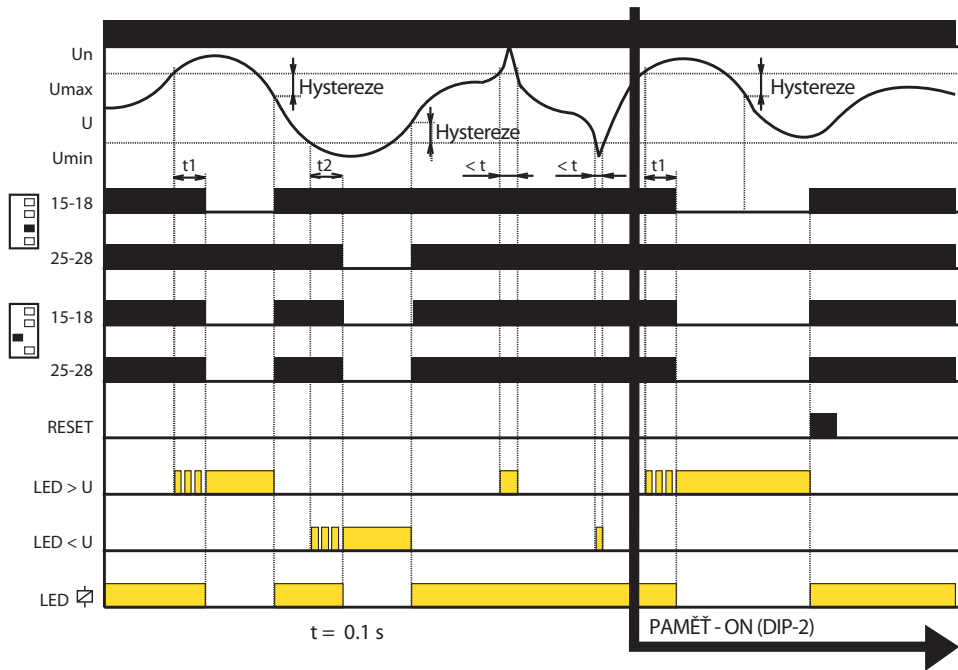 Un
Umax
Hystereze
Hystereze
U
Hystereze
Umin
t1
t2
< t
< t
t1
15-18
25-28
15-18
25-28
RESET
LED > U
LED < U
LED
t = 0.1 s
PAMĚŤ - ON (DIP-2)